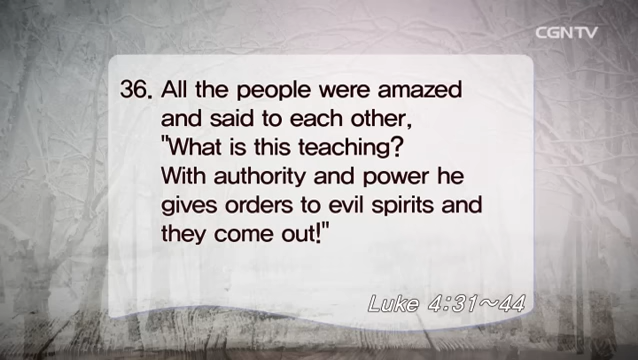 CGNTV
36. All the people were amazed
and said to each other,
"What is this teaching?
With authority and power he
gives orders to evil spirits and
they come out!"
Luke 4:31~44